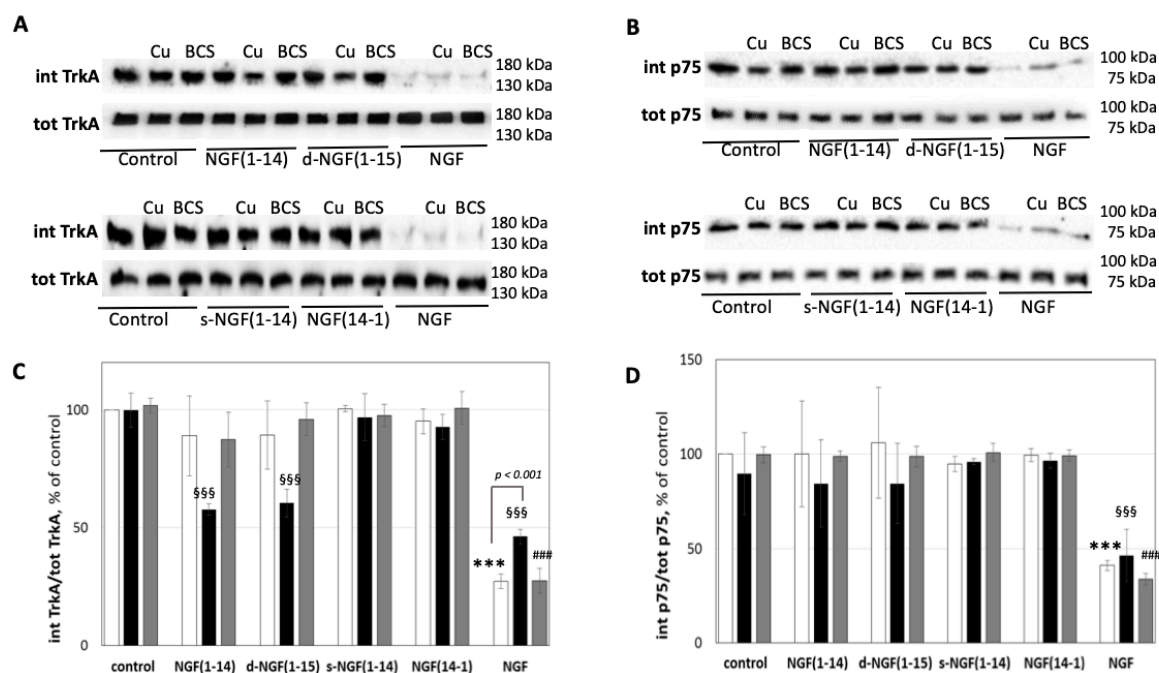 A
Cu BCS Cu BCS Cu BCS Cu BCS
int TrkA
180 kDa
130 kDa
tot TrkA
180 kDa
130 kDa
Control NGF(1-14) d-NGF(1-15) NGF
Cu BCS Cu BCS Cu BCS Cu BCS
int TrkA
180 kDa
130 kDa
tot TrkA
180 kDa
130 kDa
Control s-NGF(1-14) NGF(14-1) NGF
B
Cu BCS Cu BCS Cu BCS Cu BCS
int p75
100 kDa
75 kDa
tot p75
100 kDa
75 kDa
Control NGF(1-14) d-NGF(1-15) NGF
Cu BCS Cu BCS Cu BCS Cu BCS
int p75
100 kDa
75 kDa
tot p75
100 kDa
75 kDa
Control s-NGF(1-14) NGF(14-1) NGF
C
int TrkA/tot TrkA, % of control
100
50
0
§§§
§§§
p < 0.001
§§§
***
###
control NGF(1-14) d-NGF(1-15) s-NGF(1-14) NGF(14-1) NGF
D
int p75/tot p75, % of control
150
100
50
0
§§§
***
###
control NGF(1-14) d-NGF(1-15) s-NGF(1-14) NGF(14-1) NGF